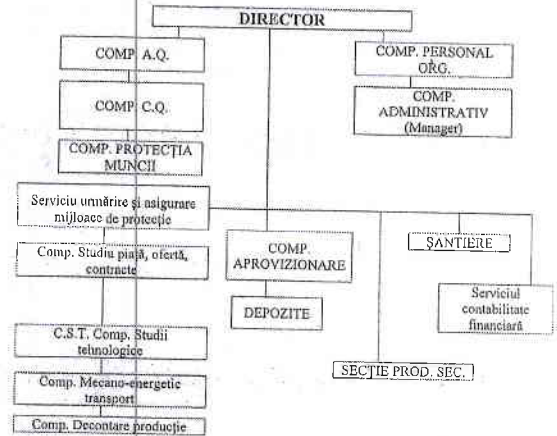 DIRECTOR
COMP. A.Q.
COMP. C.Q.
COMP. PROTECȚIA
MUNCII
COMP. PERSONAL
ORG.
COMP.
ADMINISTRATIV
(Manager)
Serviciu urmărire și asigurare
mijloace de protecție
Comp. Studiu piață, ofertă,
contracte
C.S.T. Comp. Studii
tehnologice
Comp. Mecano-energetic
transport
Comp. Decontare producție
COMP.
APROVIZIONARE
DEPOZITE
ȘANTIERE
Serviciul
contabilitate
financiară
SECȚIE PROD. SEC.